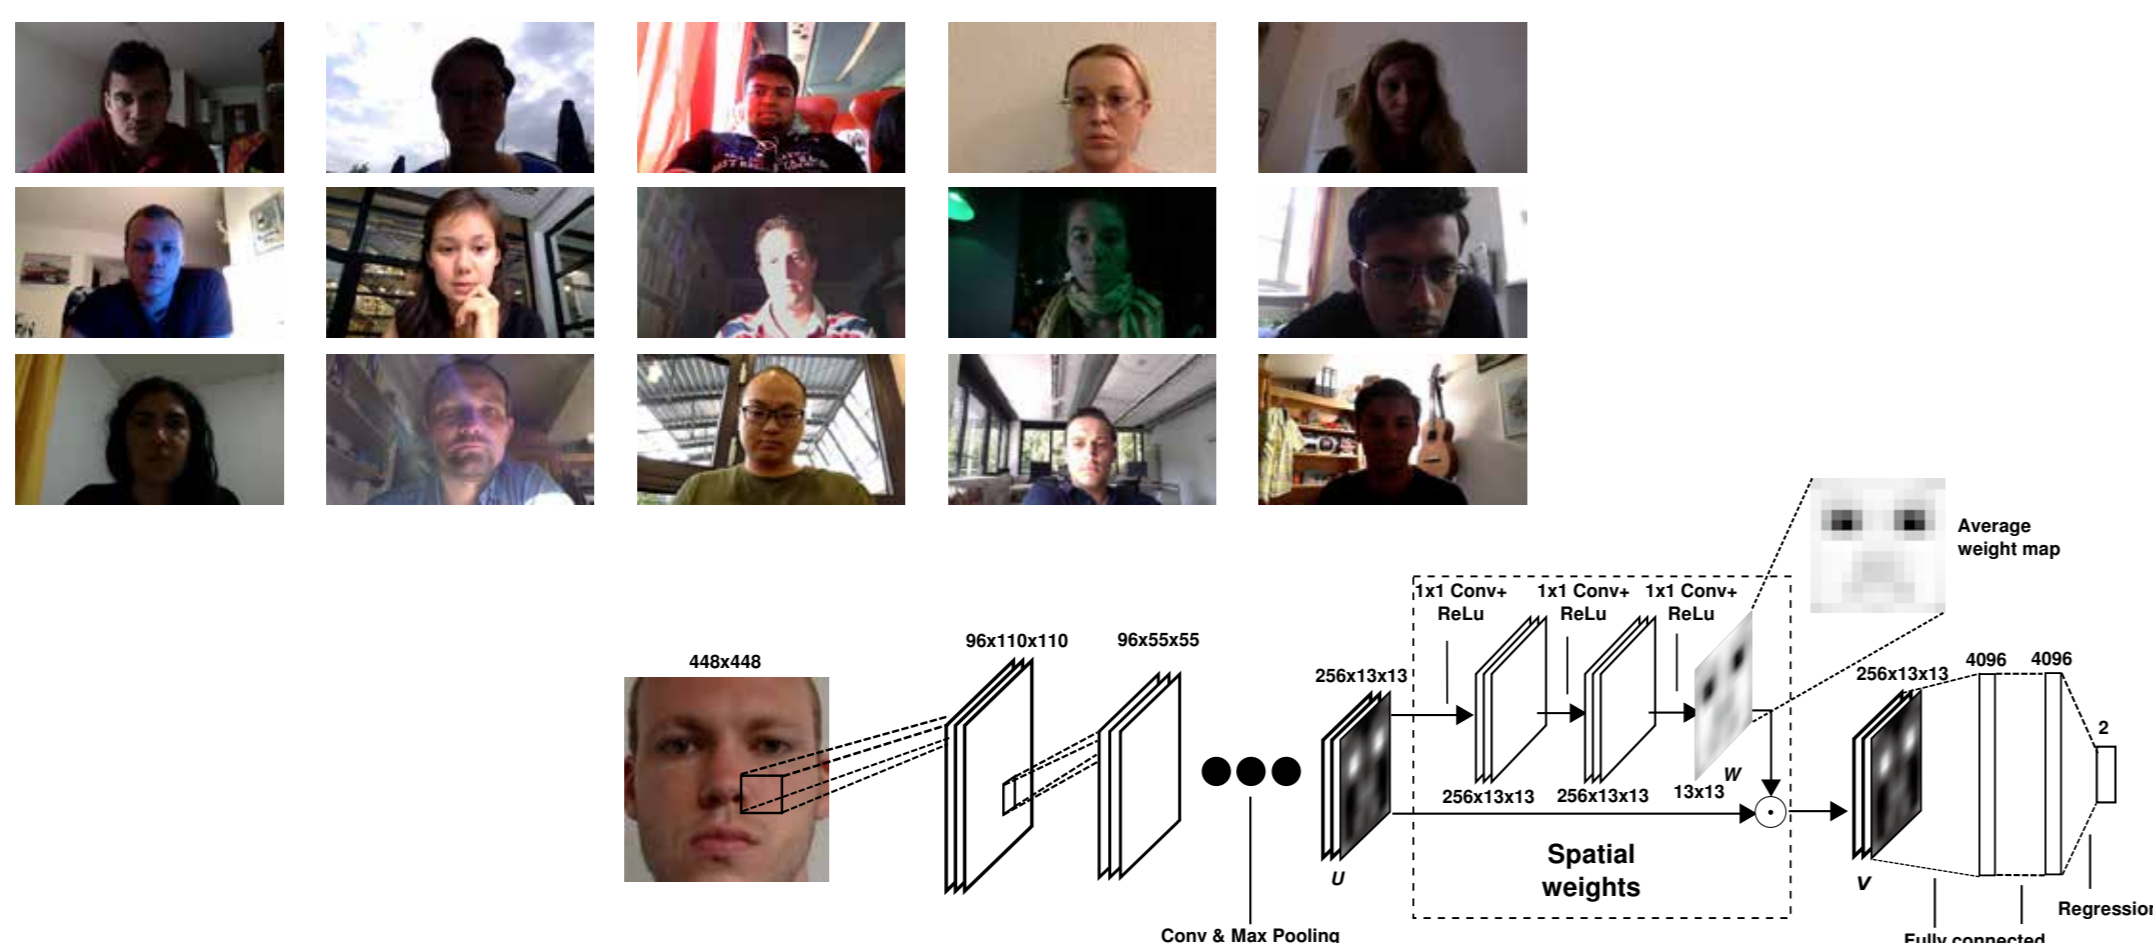 Average
weight map
1x1 Conv+
ReLu
1x1 Conv+
ReLu
1x1 Conv+
ReLu
448x448
96x110x110
96x55x55
256x13x13
256x13x13
256x13x13
13x13
W
256x13x13
4096
4096
2
Spatial
weights
U
V
Regression
Conv & Max Pooling
Fully connected